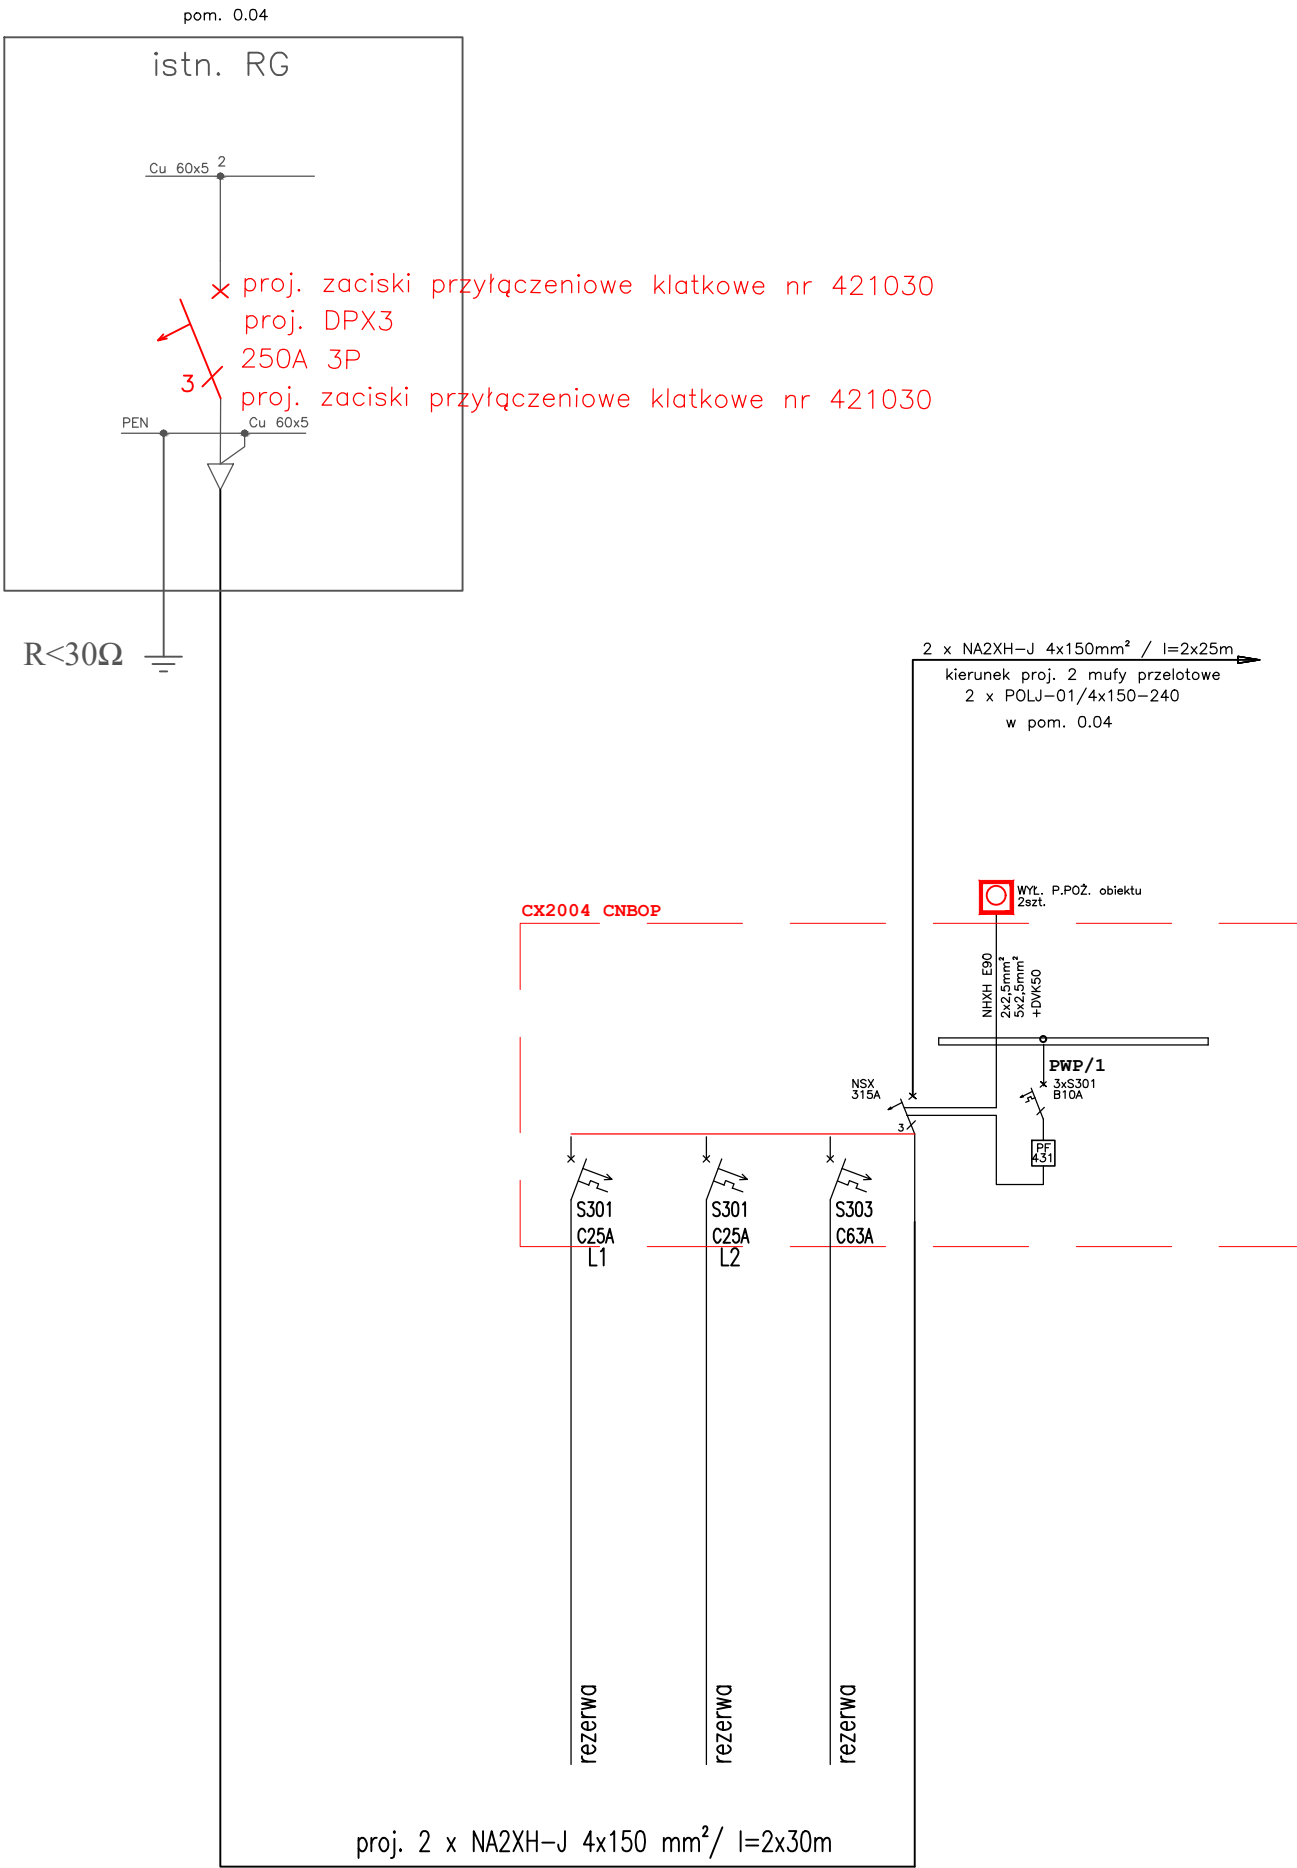 pom. 0.04
istn. RG
Cu 60x5
2
proj. zaciski przyłączeniowe klatkowe nr 421030
proj. DPX3
250A 3P
3
proj. zaciski przyłączeniowe klatkowe nr 421030
PEN
Cu 60x5
R<30Ω
2 x NA2XH-J 4x150mm² / l=2x25m
kierunek proj. 2 mufy przelotowe
2 x POLJ-01/4x150-240
w pom. 0.04
CX2004 CNBOP
WYŁ. P.POŻ. obiektu
2szt.
NHXH E90
2x2,5mm²
5x2,5mm²
+DVK50
PWP/1
NSX
315A
3
3xS301
B10A
PF
431
S301
C25A
L1
S301
C25A
L2
S303
C63A
rezerwa
rezerwa
rezerwa
proj. 2 x NA2XH-J 4x150 mm²/ l=2x30m